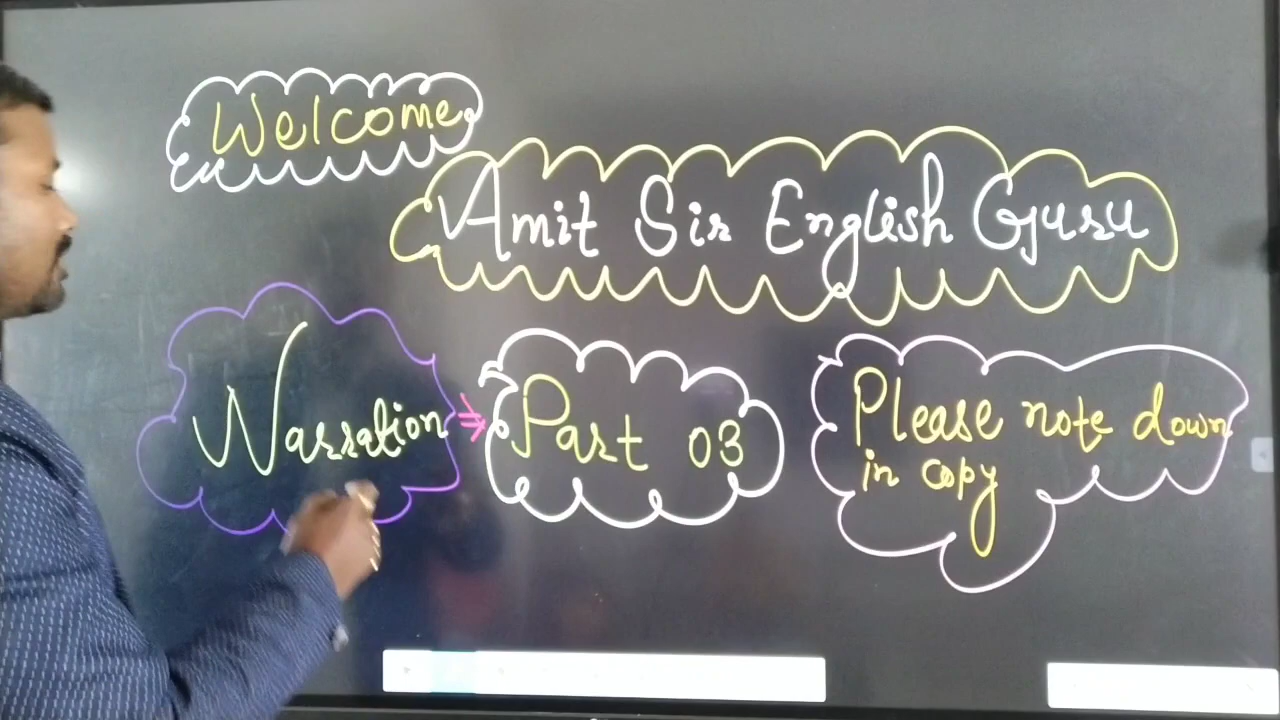 Welcome
Amit Sir English Guru
Narration ⇒ Part 03
Please note down
in copy